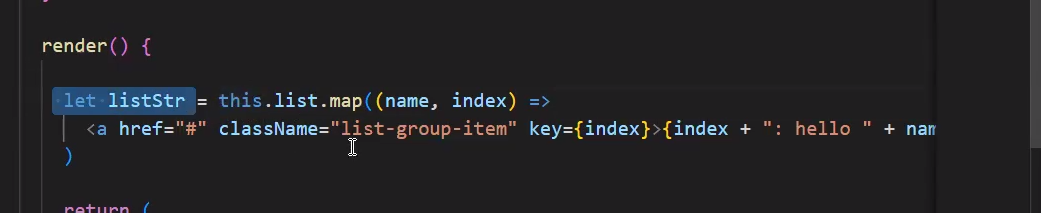 render() {
let listStr = this.list.map((name, index) =>
<a href="#" className="list-group-item" key={index}>{index + ": hello " + nam
)
return (